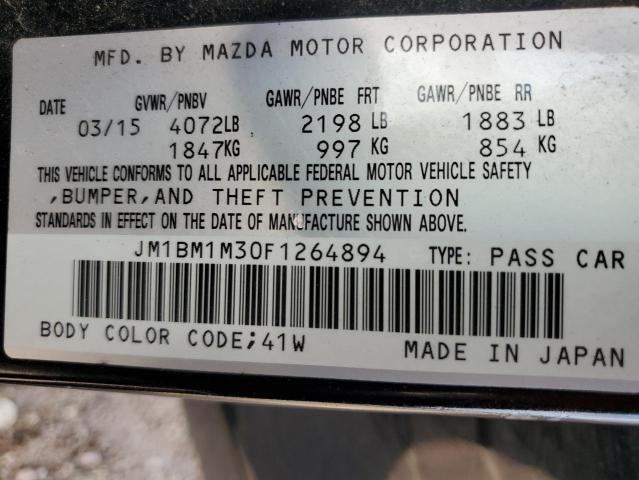 MFD. BY MAZDA MOTOR CORPORATION
DATE GVWR/PNBV GAWR/PNBE FRT GAWR/PNBE RR
03/15 4072LB 2198 LB 1883 LB
1847KG 997 KG 854 KG
THIS VEHICLE CONFORMS TO ALL APPLICABLE FEDERAL MOTOR VEHICLE SAFETY
,BUMPER,AND THEFT PREVENTION
STANDARDS IN EFFECT ON THE DATE OF MANUFACTURE SHOWN ABOVE.
JM1BM1M30F1264894 TYPE: PASS CAR
BODY COLOR CODE;41W MADE IN JAPAN